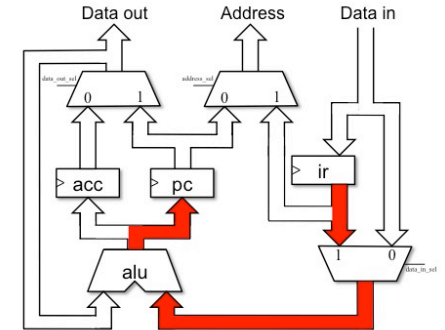 Data out Address Data in
data_out_sel address_sel
0 1 0 1
acc pc ir
1 0
data_in_sel
alu